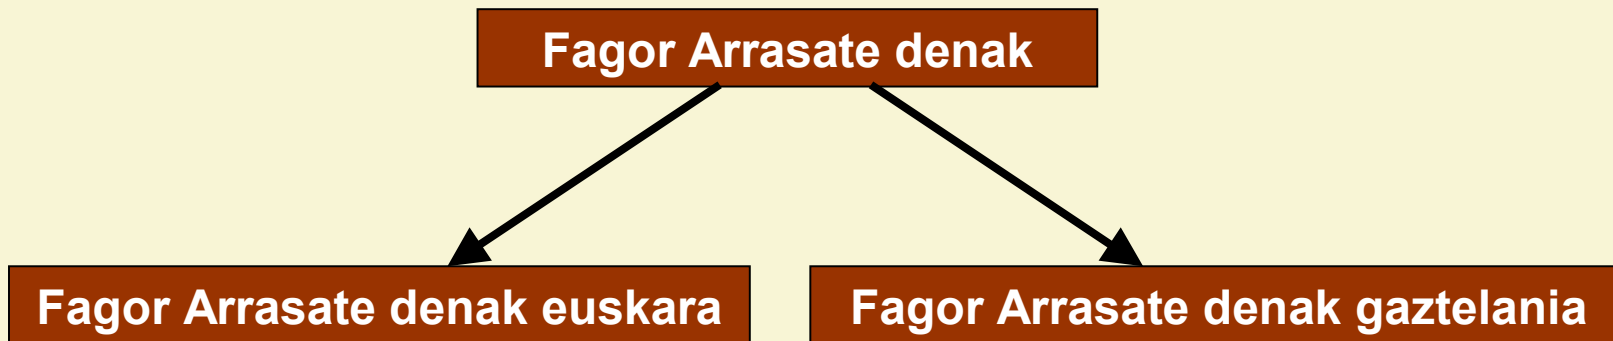 Fagor Arrasate denak
Fagor Arrasate denak euskara
Fagor Arrasate denak gaztelania